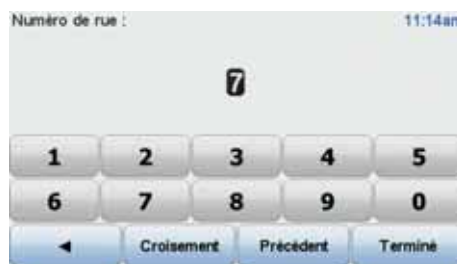 Numéro de rue : 11:14am
7
1 2 3 4 5
6 7 8 9 0
◄ Croisement Précédent Terminé